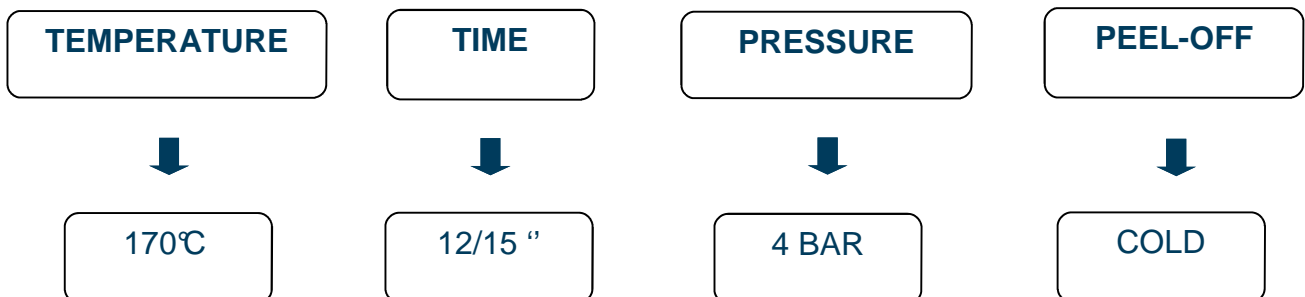 TEMPERATURE TIME PRESSURE PEEL-OFF
170°C 12/15 ‘’ 4 BAR COLD